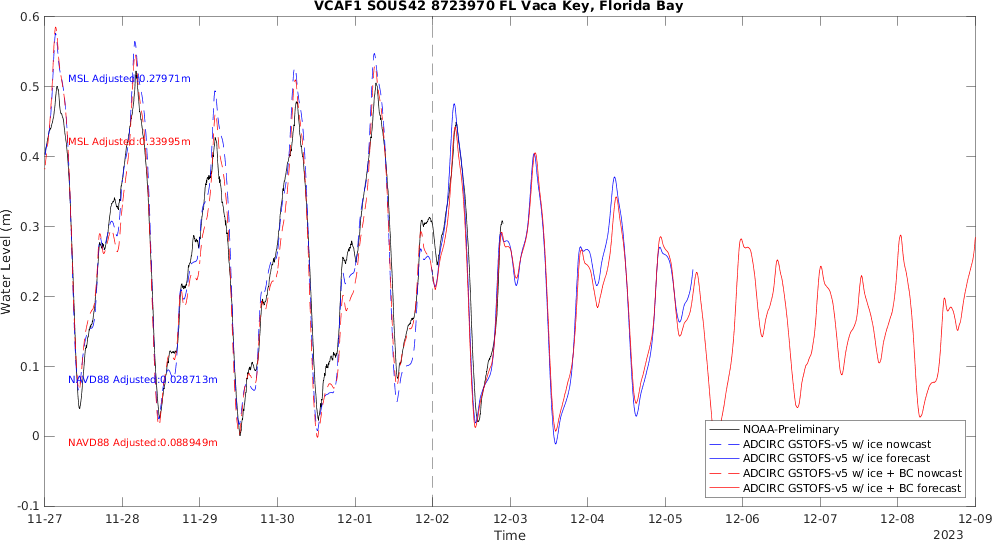 VCAF1 SOUS42 8723970 FL Vaca Key, Florida Bay
0.6
0.5
0.4
0.3
0.2
0.1
0
-0.1
Water Level (m)
MSL Adjusted:0.27971m
MSL Adjusted:0.33995m
NAVD88 Adjusted:0.028713m
NAVD88 Adjusted:0.088949m
NOAA-Preliminary
ADCIRC GSTOFS-v5 w/ ice nowcast
ADCIRC GSTOFS-v5 w/ ice forecast
ADCIRC GSTOFS-v5 w/ ice + BC nowcast
ADCIRC GSTOFS-v5 w/ ice + BC forecast
11-27 11-28 11-29 11-30 12-01 12-02 12-03 12-04 12-05 12-06 12-07 12-08 12-09
Time
2023